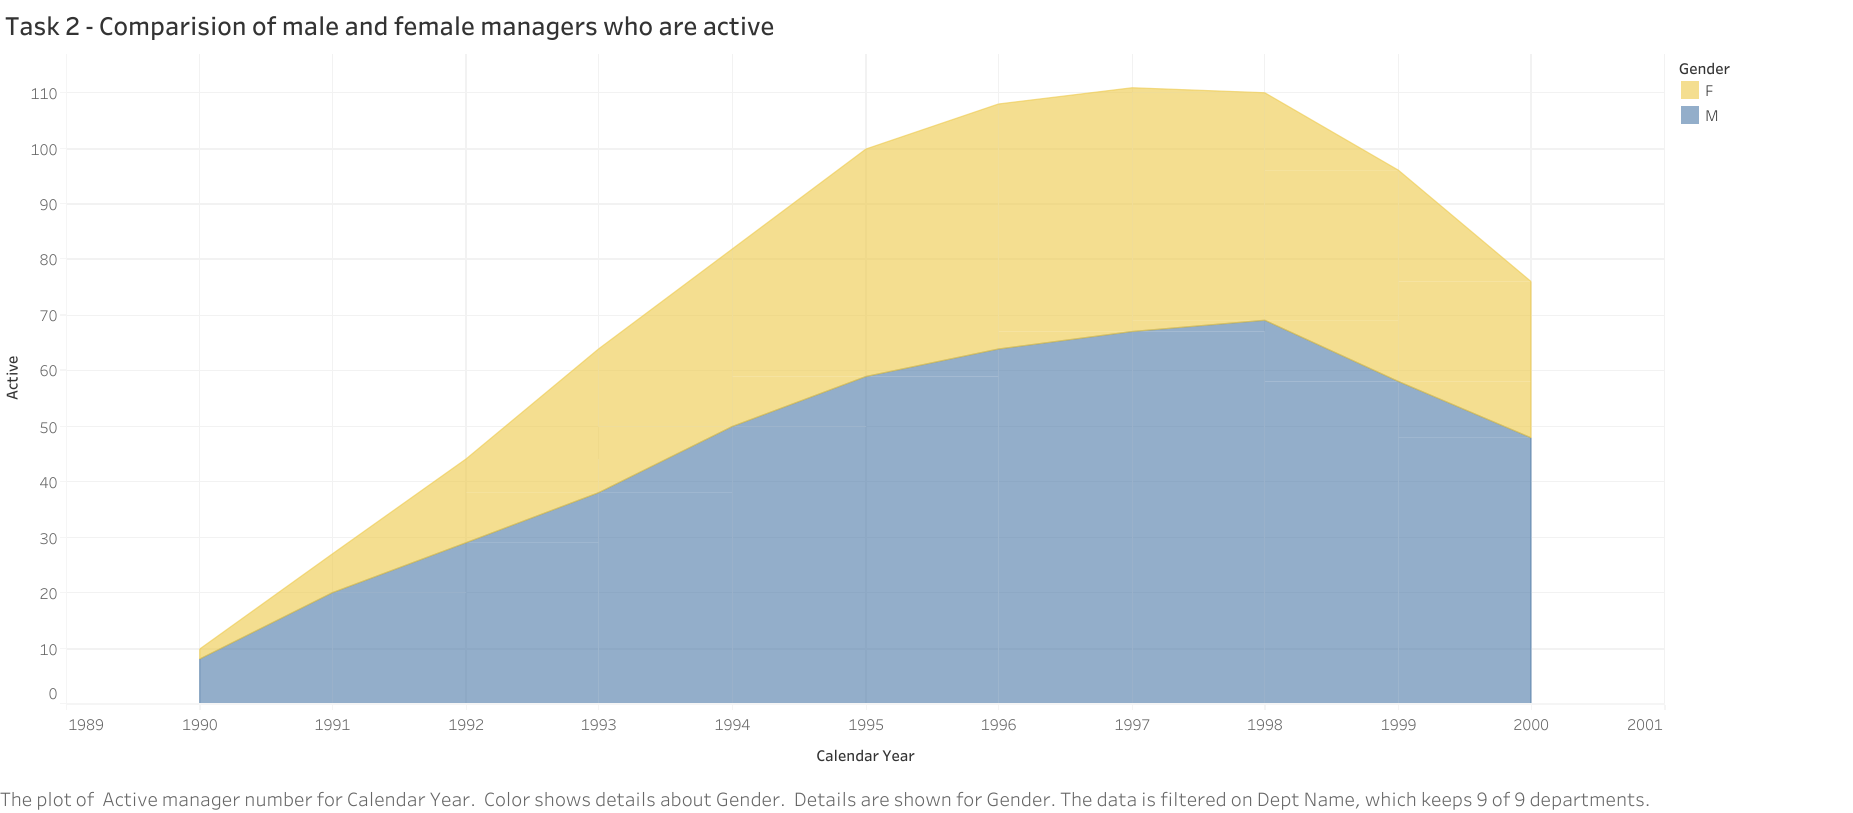 Task 2 - Comparision of male and female managers who are active
Gender
F
M
110
100
90
80
70
60
50
40
30
20
10
0
Active
1989 1990 1991 1992 1993 1994 1995 1996 1997 1998 1999 2000 2001
Calendar Year
The plot of  Active manager number for Calendar Year.  Color shows details about Gender.  Details are shown for Gender. The data is filtered on Dept Name, which keeps 9 of 9 departments.